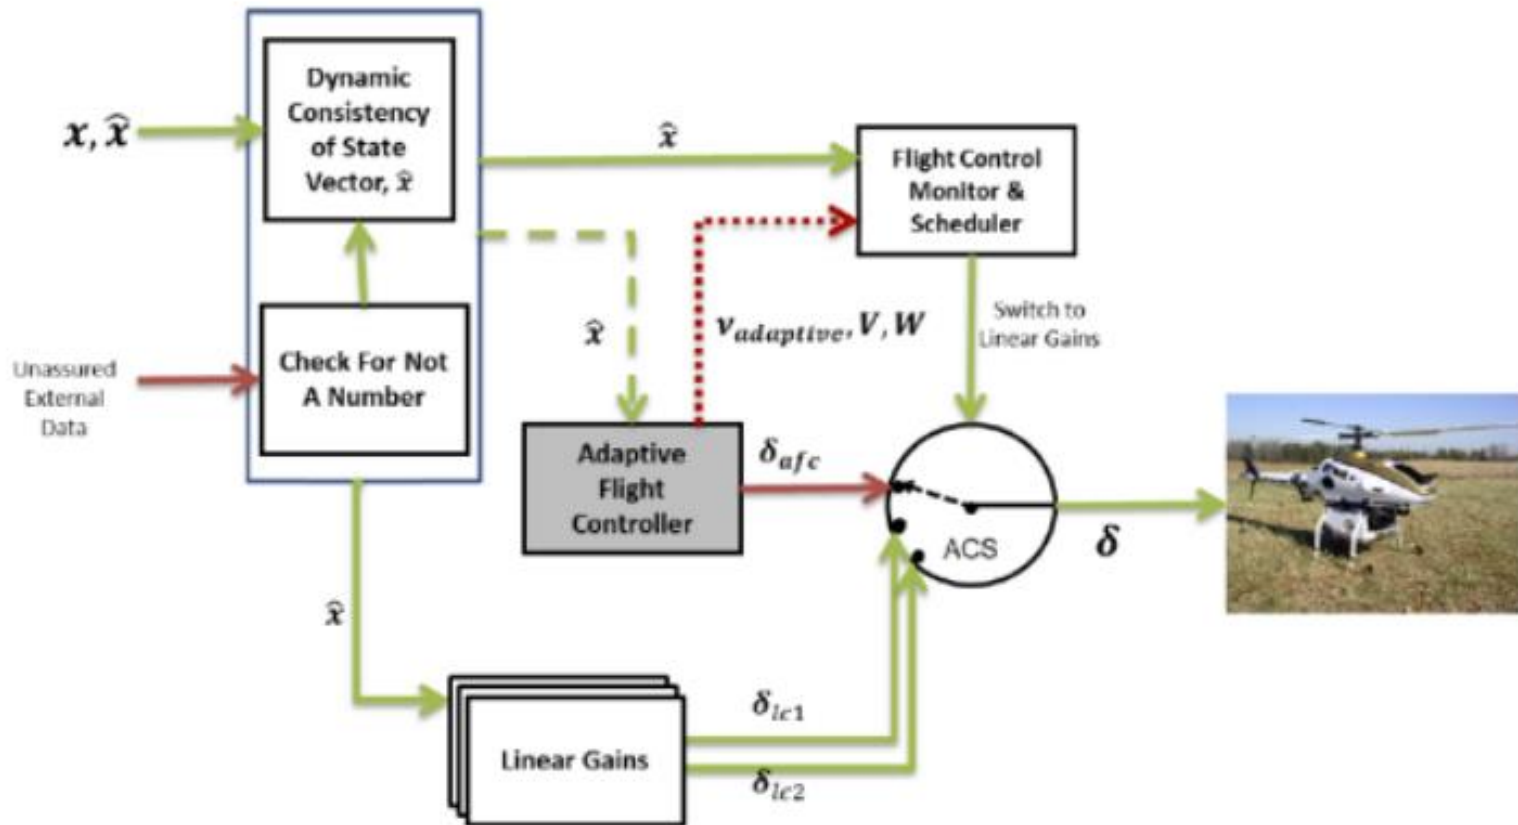 Dynamic
Consistency
of State
Vector, x̂
x, x̂
x̂
Flight Control
Monitor &
Scheduler
Check For Not
A Number
Unassured
External
Data
x̂
v_adaptive, V, W
Switch to
Linear Gains
Adaptive
Flight
Controller
δ_afc
ACS
δ
x̂
Linear Gains
δ_lc1
δ_lc2